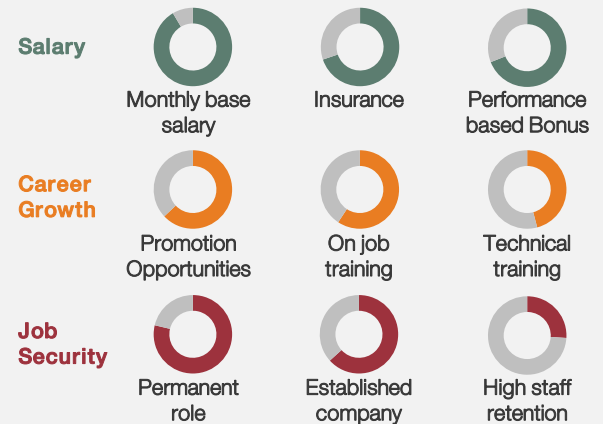 Salary
Monthly base
salary
Insurance
Performance
based Bonus
Career
Growth
Promotion
Opportunities
On job
training
Technical
training
Job
Security
Permanent
role
Established
company
High staff
retention